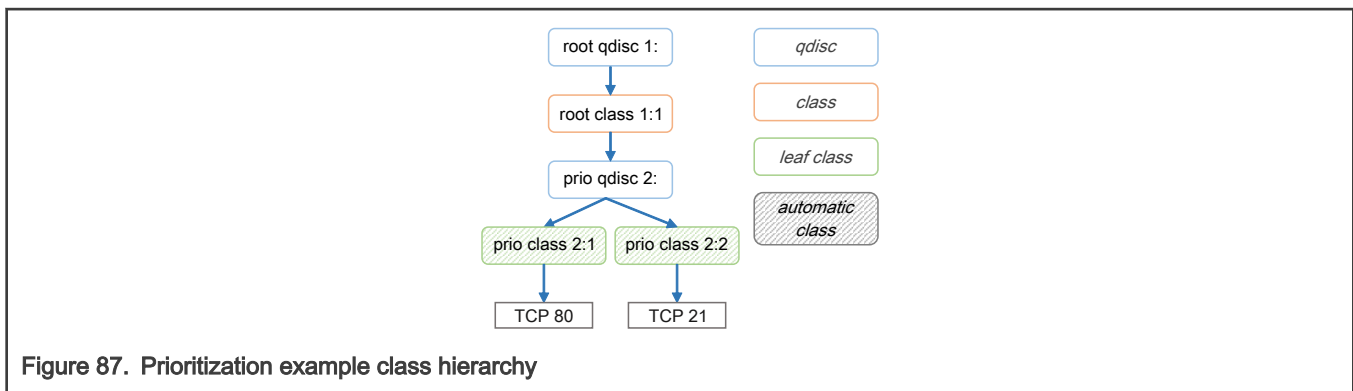 root qdisc 1:
qdisc
root class 1:1
class
prio qdisc 2:
leaf class
automatic
class
prio class 2:1
prio class 2:2
TCP 80
TCP 21
Figure 87. Prioritization example class hierarchy